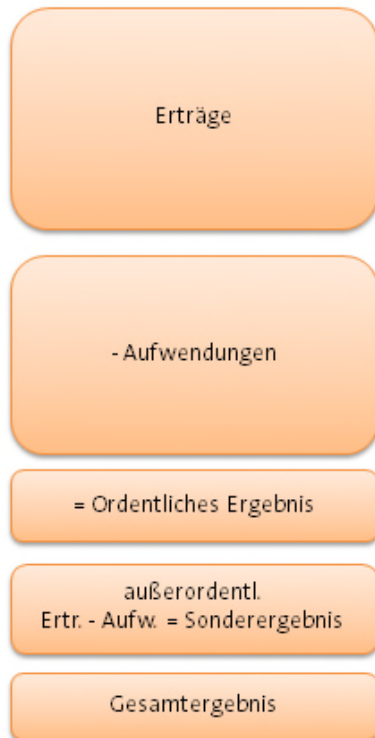 Erträge
- Aufwendungen
= Ordentliches Ergebnis
außerordentl.
Ertr. - Aufw. = Sonderergebnis
Gesamtergebnis